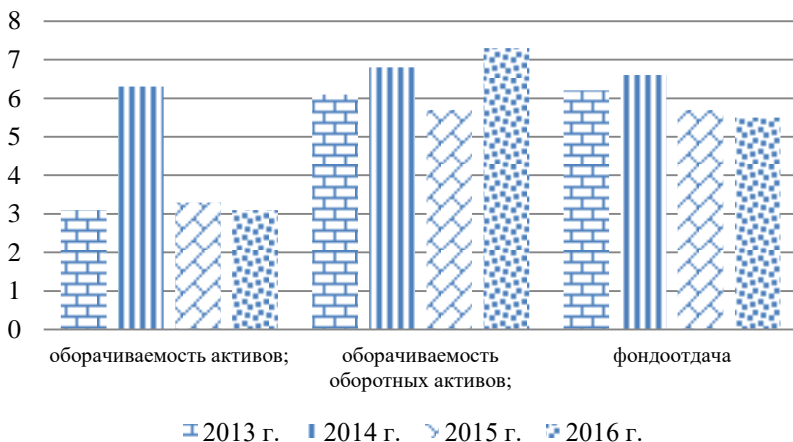 8
7
6
5
4
3
2
1
0
оборачиваемость активов;
оборачиваемость
оборотных активов;
фондоотдача
2013 г. 2014 г. 2015 г. 2016 г.